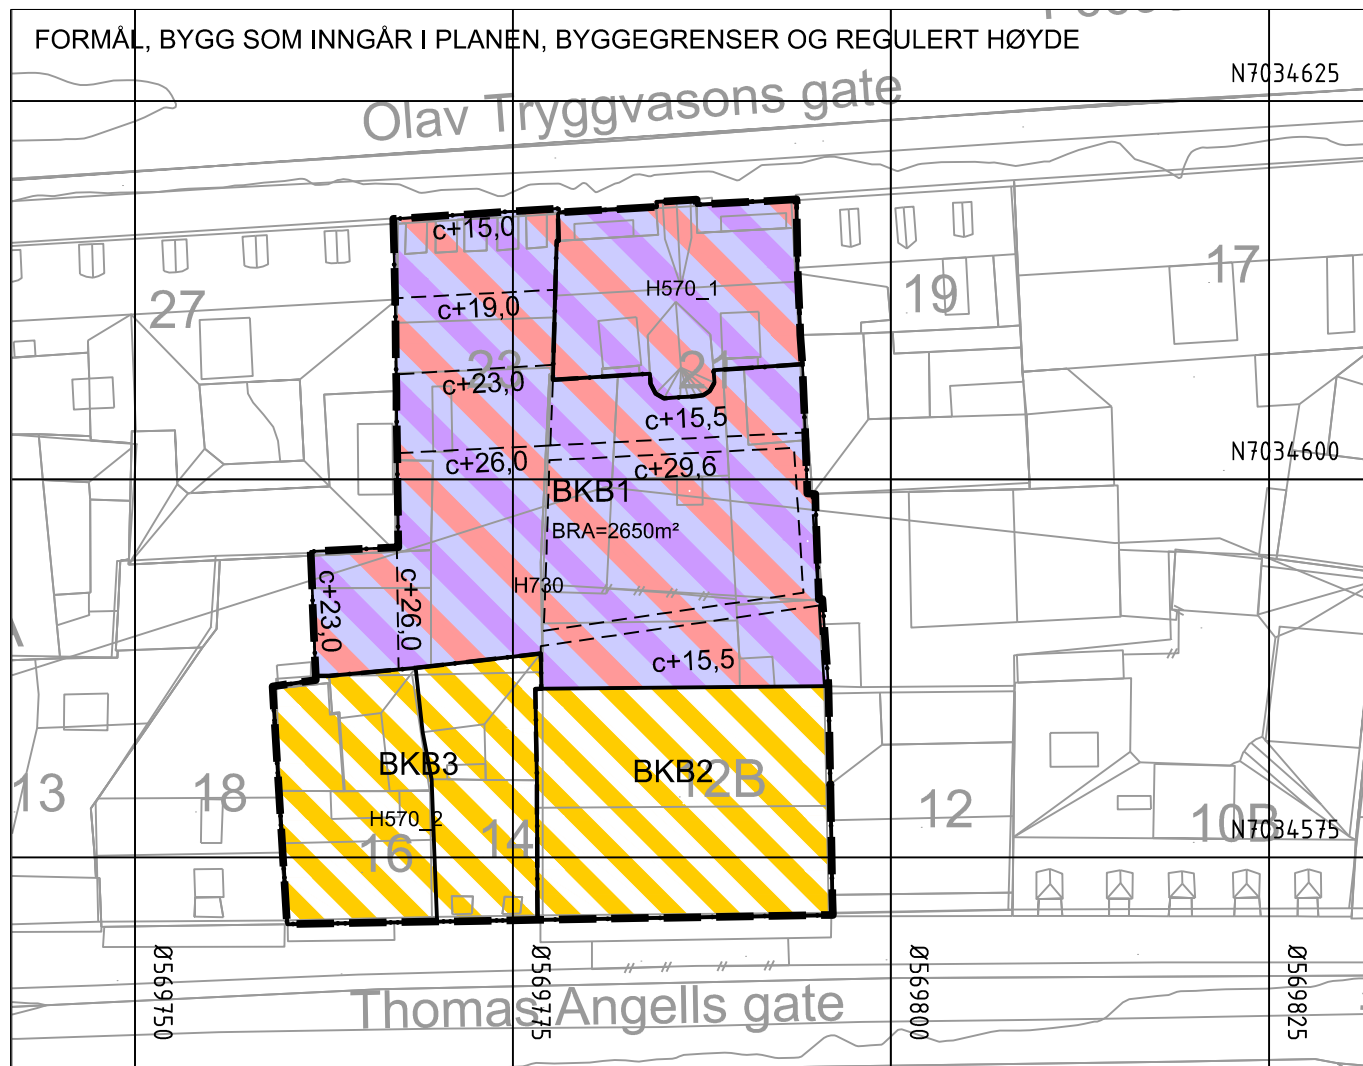 FORMÅL, BYGG SOM INNGÅR I PLANEN, BYGGEGRENSER OG REGULERT HØYDE
N7034625
Olav Tryggvasons gate
c+15,0
17
H570_1
19
27
c+19,0
23
21
c+23,0
c+15,5
N7034600
c+26,0
c+29,6
BKB1
BRA=2650m²
H730
c+23,0
c+26,0
c+15,5
BKB3
BKB2
12B
13
18
12
H570_2
10B
N7034575
14
16
Ø569750
Ø569775
Ø569800
Ø569825
Thomas Angells gate